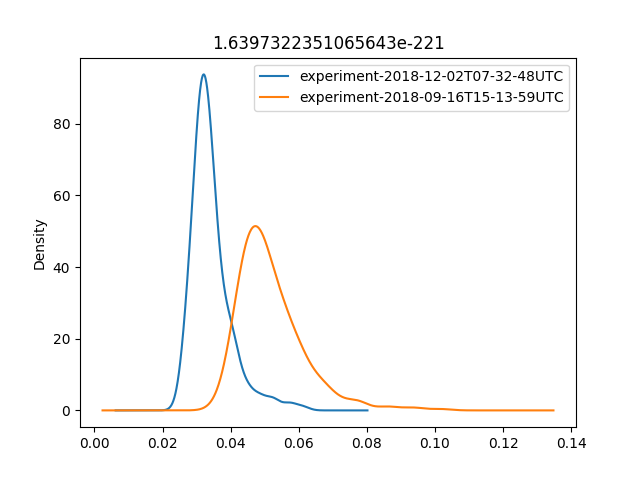 1.6397322351065643e-221
experiment-2018-12-02T07-32-48UTC
experiment-2018-09-16T15-13-59UTC
Density
80
60
40
20
0
0.00 0.02 0.04 0.06 0.08 0.10 0.12 0.14